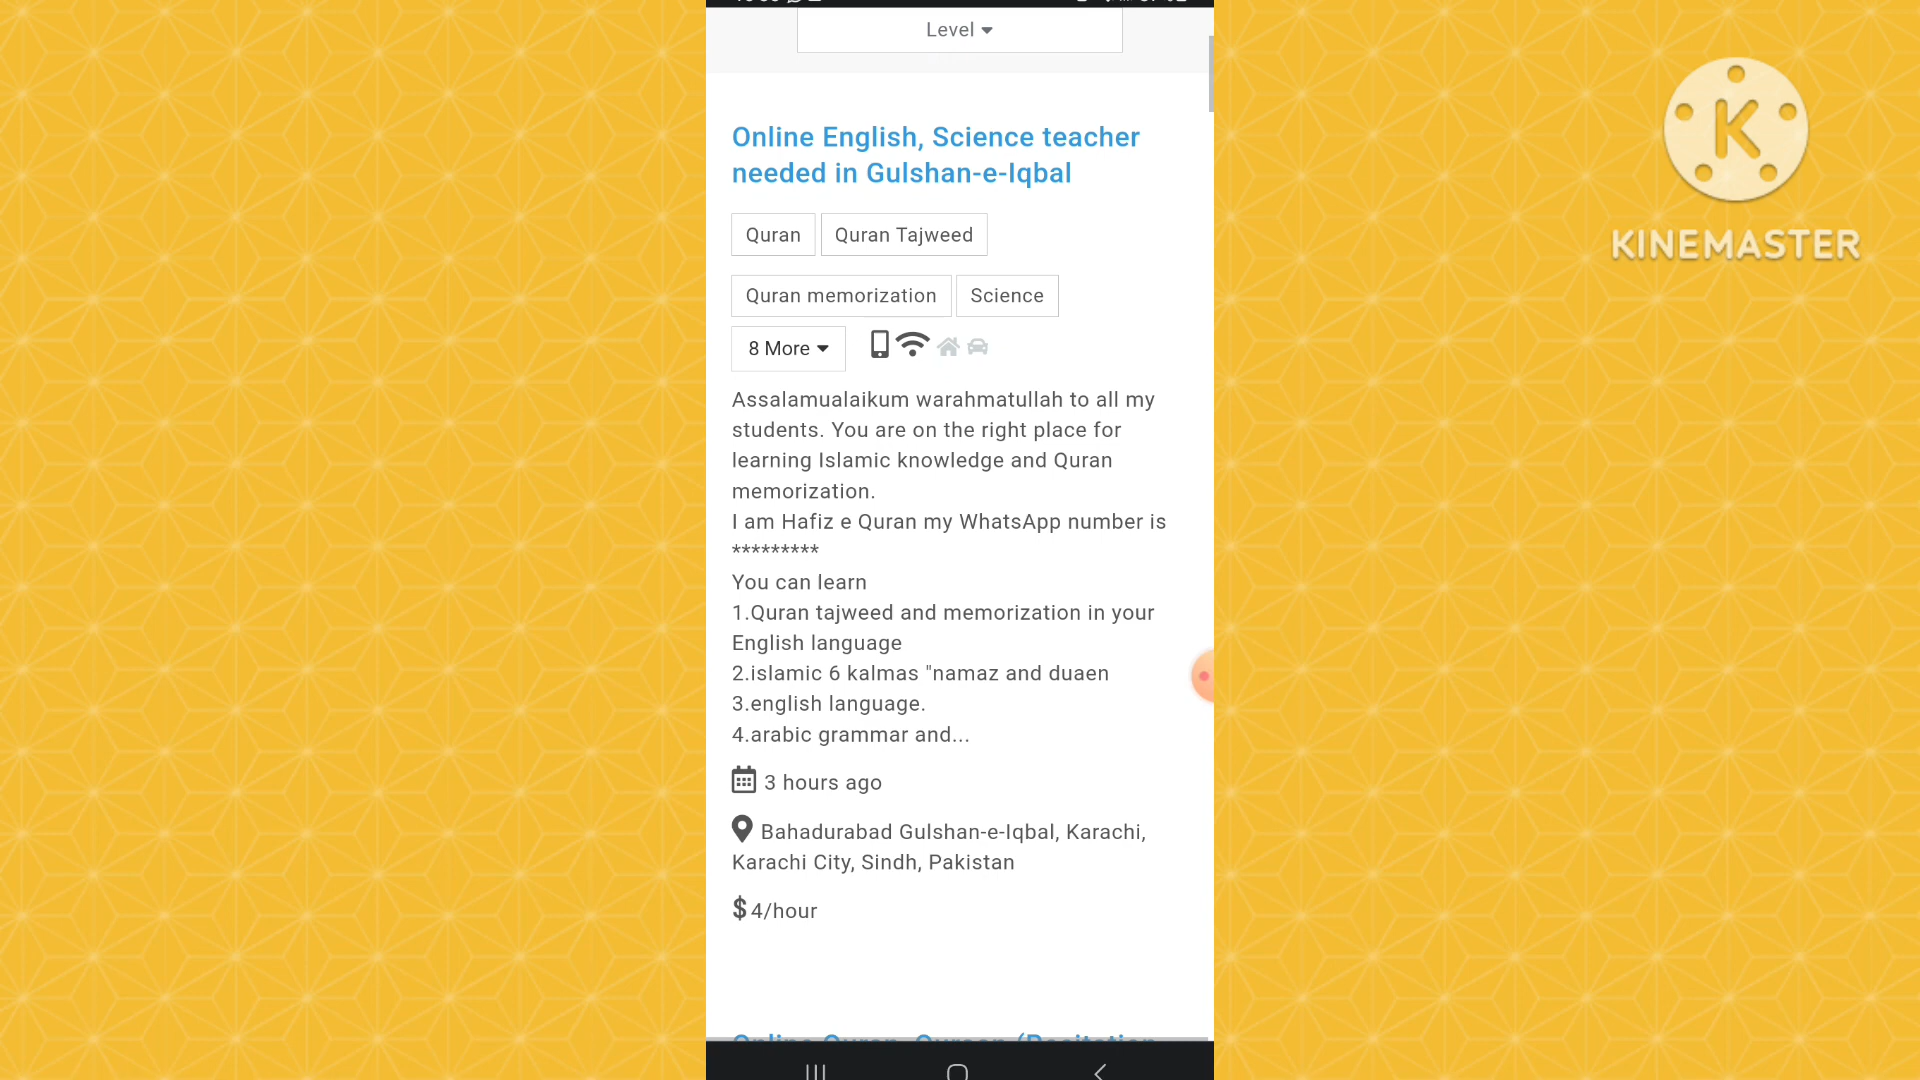 Level
Online English, Science teacher
needed in Gulshan-e-Iqbal
Quran
Quran Tajweed
Quran memorization
Science
8 More
Assalamualaikum warahmatullah to all my
students. You are on the right place for
learning Islamic knowledge and Quran
memorization.
I am Hafiz e Quran my WhatsApp number is
*********
You can learn
1.Quran tajweed and memorization in your
English language
2.islamic 6 kalmas "namaz and duaen
3.english language.
4.arabic grammar and...
3 hours ago
Bahadurabad Gulshan-e-Iqbal, Karachi,
Karachi City, Sindh, Pakistan
$4/hour
K
KINEMASTER